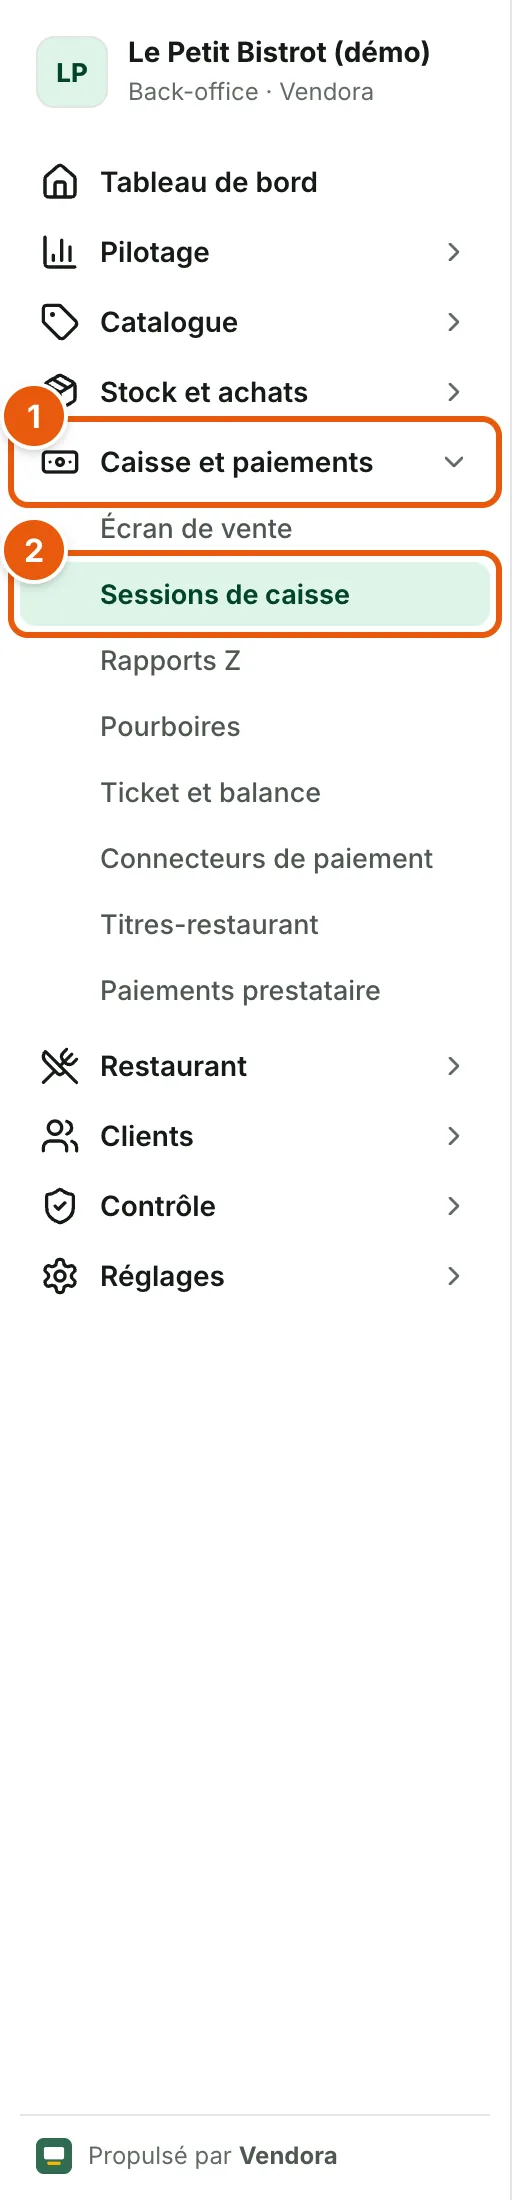 LP
Le Petit Bistrot (démo)
Back-office · Vendora
Tableau de bord
Pilotage
Catalogue
Stock et achats
1
Caisse et paiements
Écran de vente
2
Sessions de caisse
Rapports Z
Pourboires
Ticket et balance
Connecteurs de paiement
Titres-restaurant
Paiements prestataire
Restaurant
Clients
Contrôle
Réglages
Propulsé par Vendora